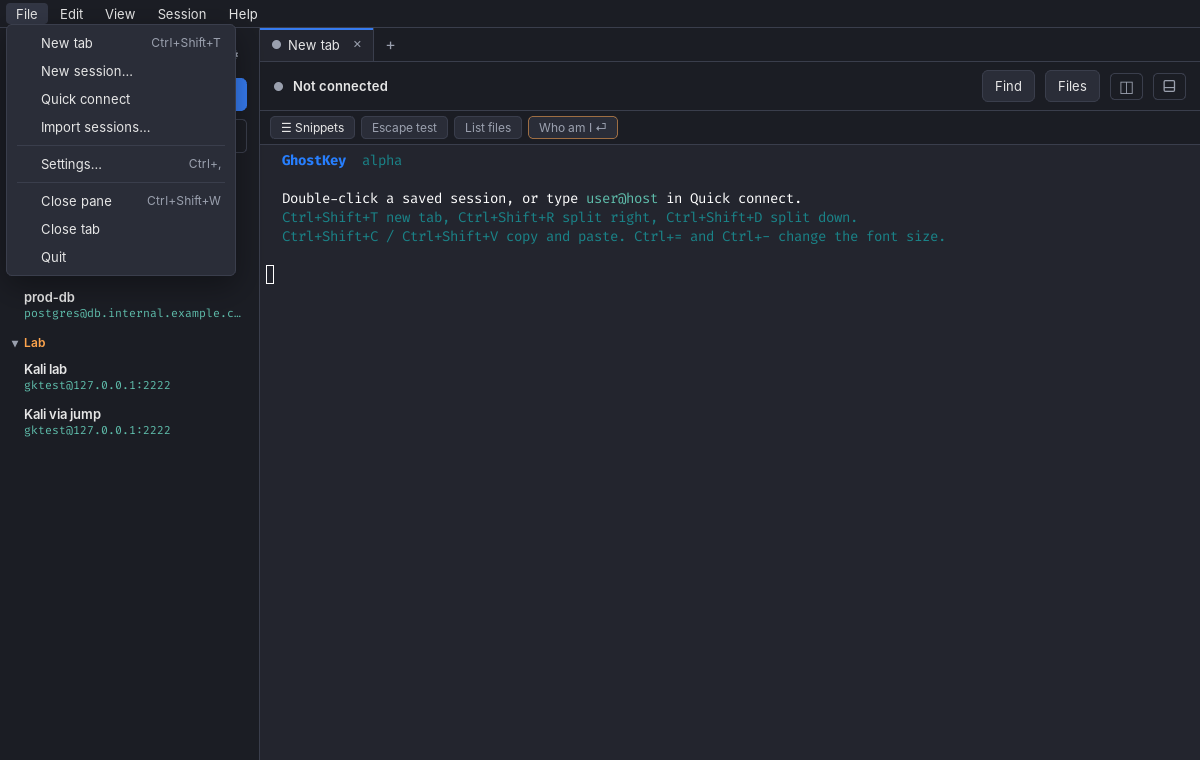 File Edit View Session Help
New tab Ctrl+Shift+T
New session...
Quick connect
Import sessions...
Settings... Ctrl+,
Close pane Ctrl+Shift+W
Close tab
Quit
prod-db
postgres@db.internal.example.c…
▼ Lab
Kali lab
gktest@127.0.0.1:2222
Kali via jump
gktest@127.0.0.1:2222
New tab × +
Not connected Find Files
☰ Snippets Escape test List files Who am I ⏎
GhostKey alpha
Double-click a saved session, or type user@host in Quick connect.
Ctrl+Shift+T new tab, Ctrl+Shift+R split right, Ctrl+Shift+D split down.
Ctrl+Shift+C / Ctrl+Shift+V copy and paste. Ctrl+= and Ctrl+- change the font size.